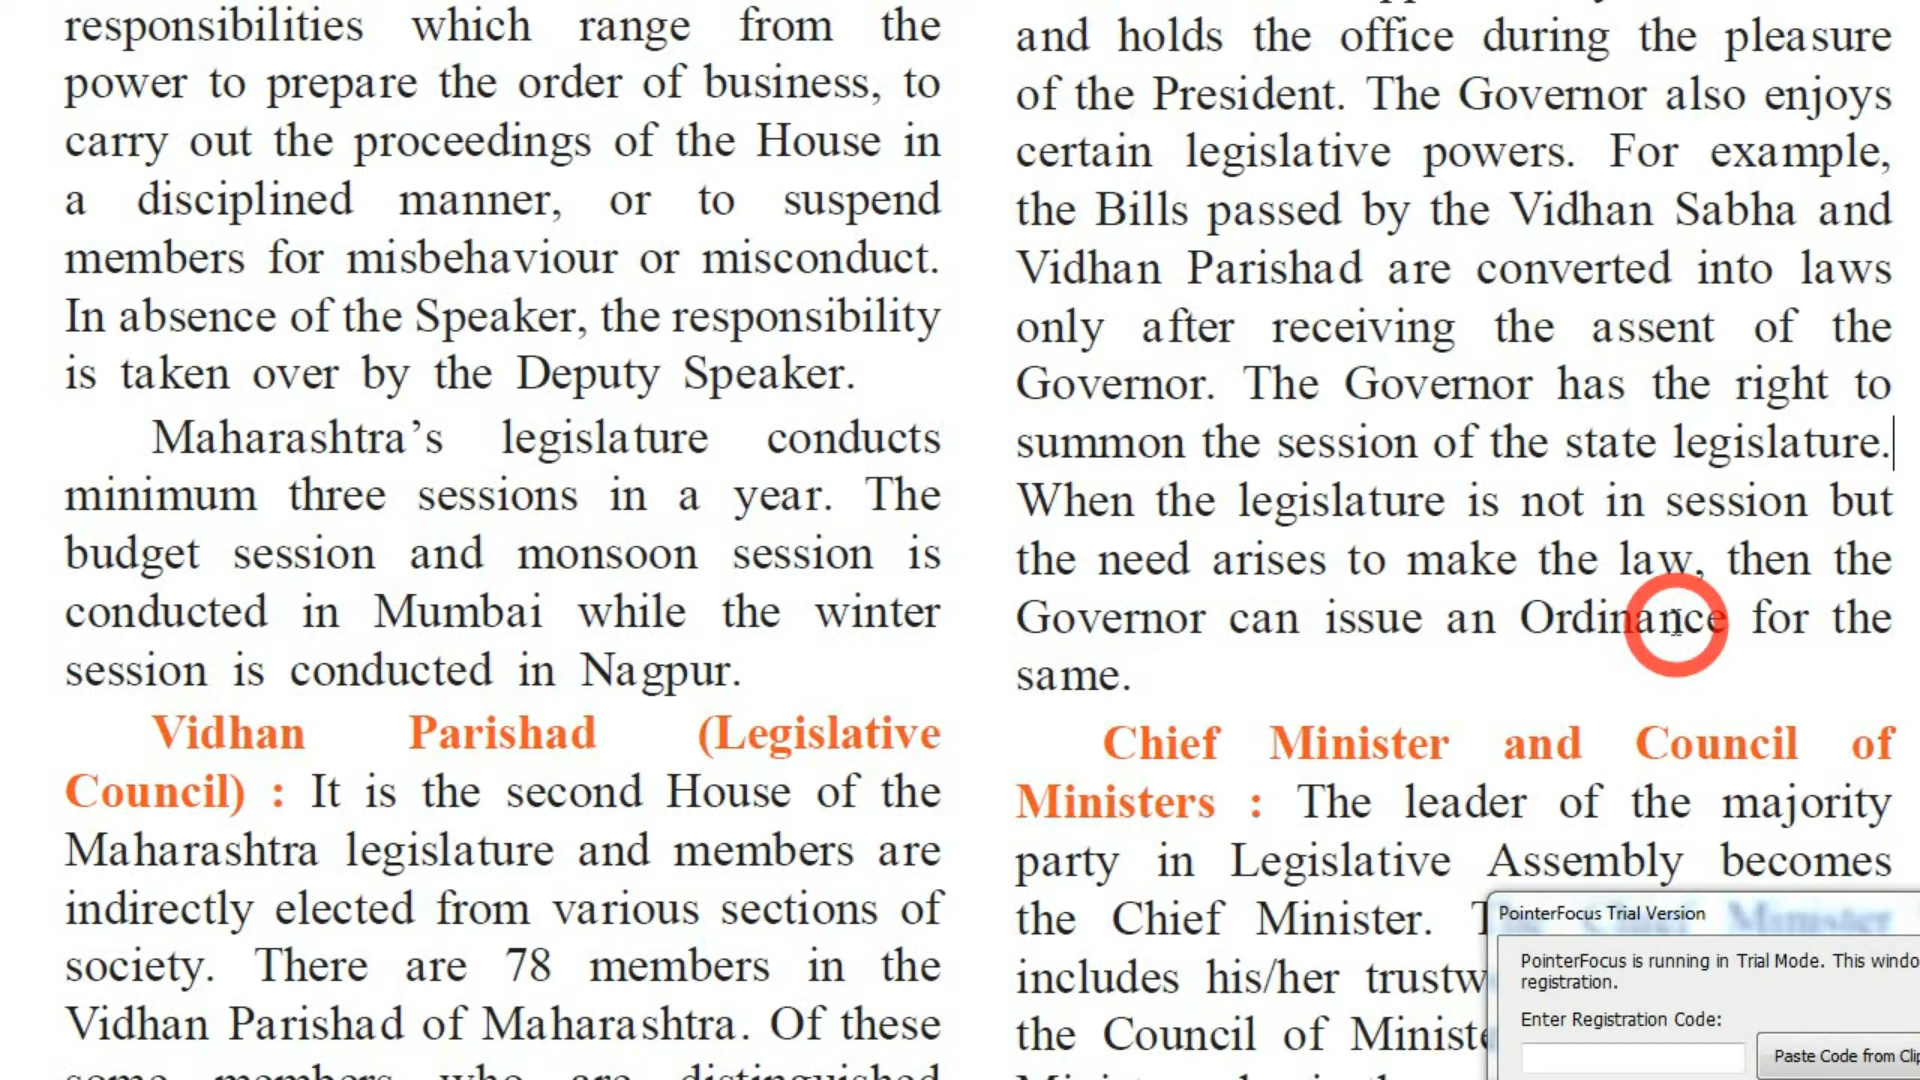 responsibilities which range from the
power to prepare the order of business, to
carry out the proceedings of the House in
a disciplined manner, or to suspend
members for misbehaviour or misconduct.
In absence of the Speaker, the responsibility
is taken over by the Deputy Speaker.
Maharashtra’s legislature conducts
minimum three sessions in a year. The
budget session and monsoon session is
conducted in Mumbai while the winter
session is conducted in Nagpur.
Vidhan Parishad (Legislative
Council) : It is the second House of the
Maharashtra legislature and members are
indirectly elected from various sections of
society. There are 78 members in the
Vidhan Parishad of Maharashtra. Of these
some members who are distinguished
and holds the office during the pleasure
of the President. The Governor also enjoys
certain legislative powers. For example,
the Bills passed by the Vidhan Sabha and
Vidhan Parishad are converted into laws
only after receiving the assent of the
Governor. The Governor has the right to
summon the session of the state legislature.
When the legislature is not in session but
the need arises to make the law, then the
Governor can issue an Ordinance for the
same.
Chief Minister and Council of
Ministers : The leader of the majority
party in Legislative Assembly becomes
the Chief Minister. The Chief Minister
includes his/her trustw
the Council of Ministe
PointerFocus Trial Version
PointerFocus is running in Trial Mode. This windo
registration.
Enter Registration Code:
Paste Code from Clip